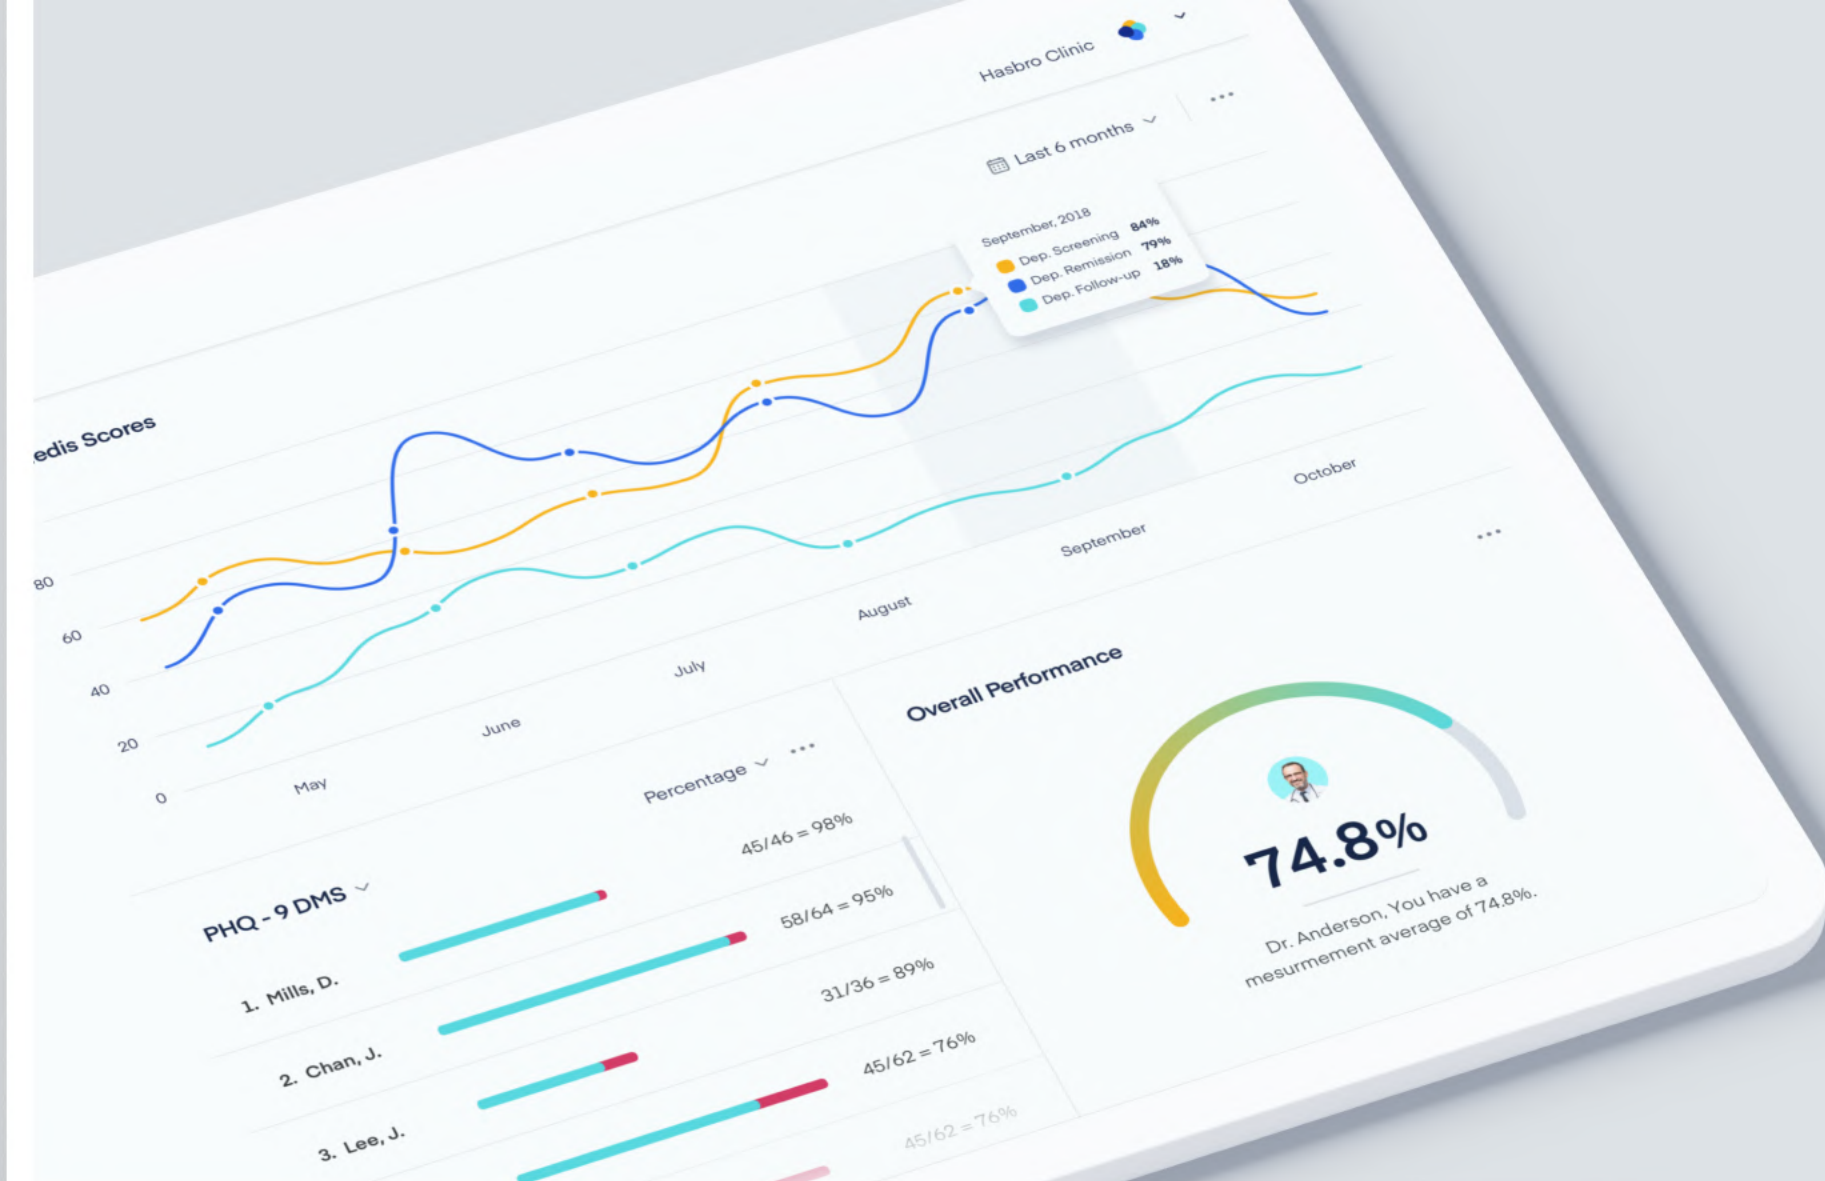 Hasbro Clinic
Last 6 months
September, 2018
Dep. Screening 84%
Dep. Remission 79%
Dep. Follow-up 18%
edis Scores
80
60
40
20
0
May
June
July
August
September
October
PHQ - 9 DMS
Percentage
1. Mills, D.
45/46 = 98%
2. Chan, J.
58/64 = 95%
3. Lee, J.
31/36 = 89%
45/62 = 76%
45/62 = 76%
Overall Performance
74.8%
Dr. Anderson, You have a
mesurmement average of 74.8%.